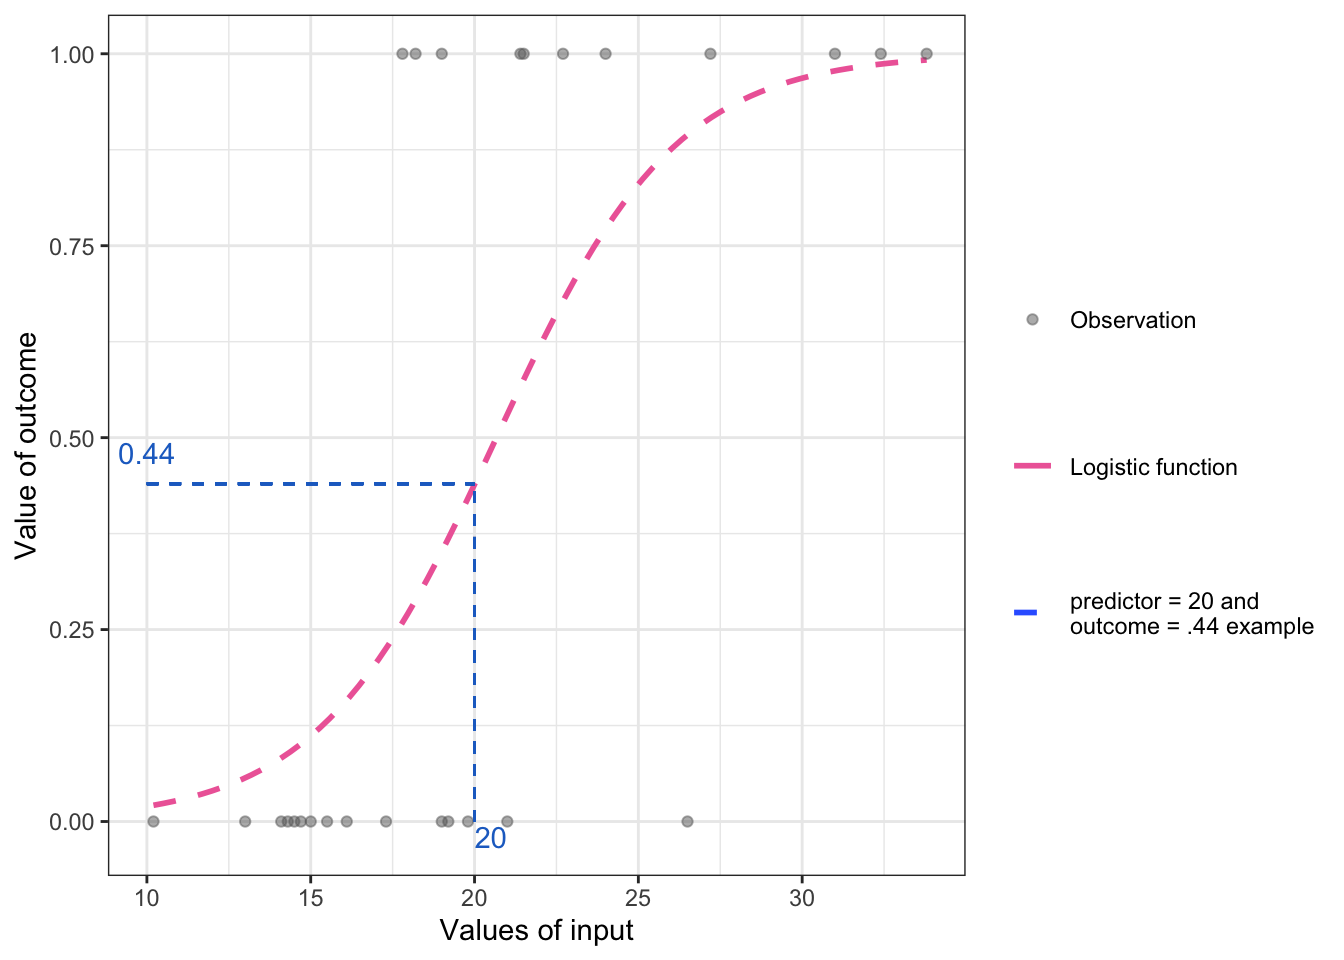 1.00
0.75
0.50
0.25
0.00
Value of outcome
0.44
20
10 15 20 25 30
Values of input
Observation
Logistic function
predictor = 20 and
outcome = .44 example